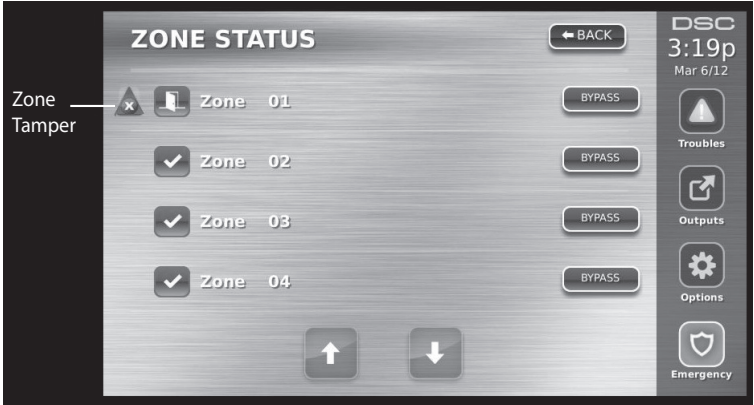 ZONE STATUS
BACK
DSC
3:19p
Mar 6/12
Zone
Tamper
x
Zone 01
BYPASS
Troubles
Zone 02
BYPASS
Zone 03
BYPASS
Outputs
Zone 04
BYPASS
Options
Emergency